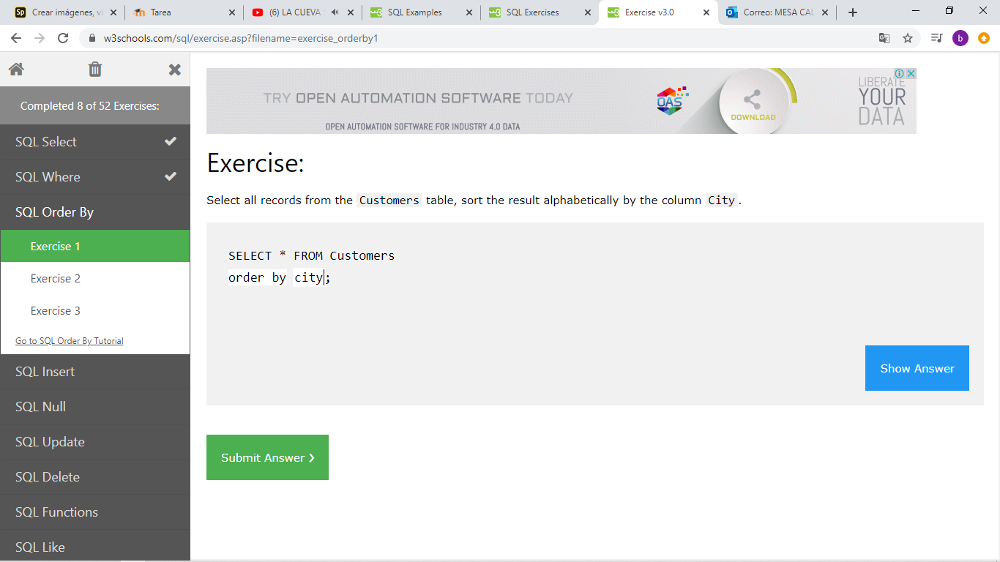 Crear imágenes, ví
Tarea
(6) LA CUEVA
SQL Examples
SQL Exercises
Exercise v3.0
Correo: MESA CAL
w3schools.com/sql/exercise.asp?filename=exercise_orderby1
b
Completed 8 of 52 Exercises:
SQL Select
SQL Where
SQL Order By
Exercise 1
Exercise 2
Exercise 3
Go to SQL Order By Tutorial
SQL Insert
SQL Null
SQL Update
SQL Delete
SQL Functions
SQL Like
TRY OPEN AUTOMATION SOFTWARE TODAY
OPEN AUTOMATION SOFTWARE FOR INDUSTRY 4.0 DATA
OAS
DOWNLOAD
LIBERATE
YOUR
DATA
Exercise:
Select all records from the Customers table, sort the result alphabetically by the column City.
SELECT * FROM Customers
order by city;
Show Answer
Submit Answer ❯